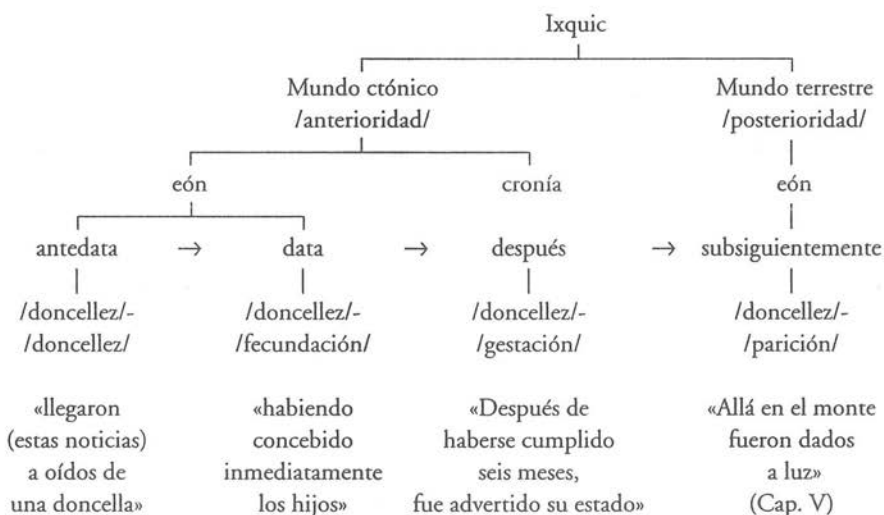 Ixquic
Mundo ctónico Mundo terrestre
/anterioridad/ /posterioridad/
eón cronía eón
antedata → data → después → subsiguientemente
/doncellez/- /doncellez/- /doncellez/- /doncellez/-
/doncellez/ /fecundación/ /gestación/ /parición/
«llegaron «habiendo «Después de «Allá en el monte
(estas noticias) concebido haberse cumplido fueron dados
a oídos de inmediatamente seis meses, a luz»
una doncella» los hijos» fue advertido su estado» (Cap. V)